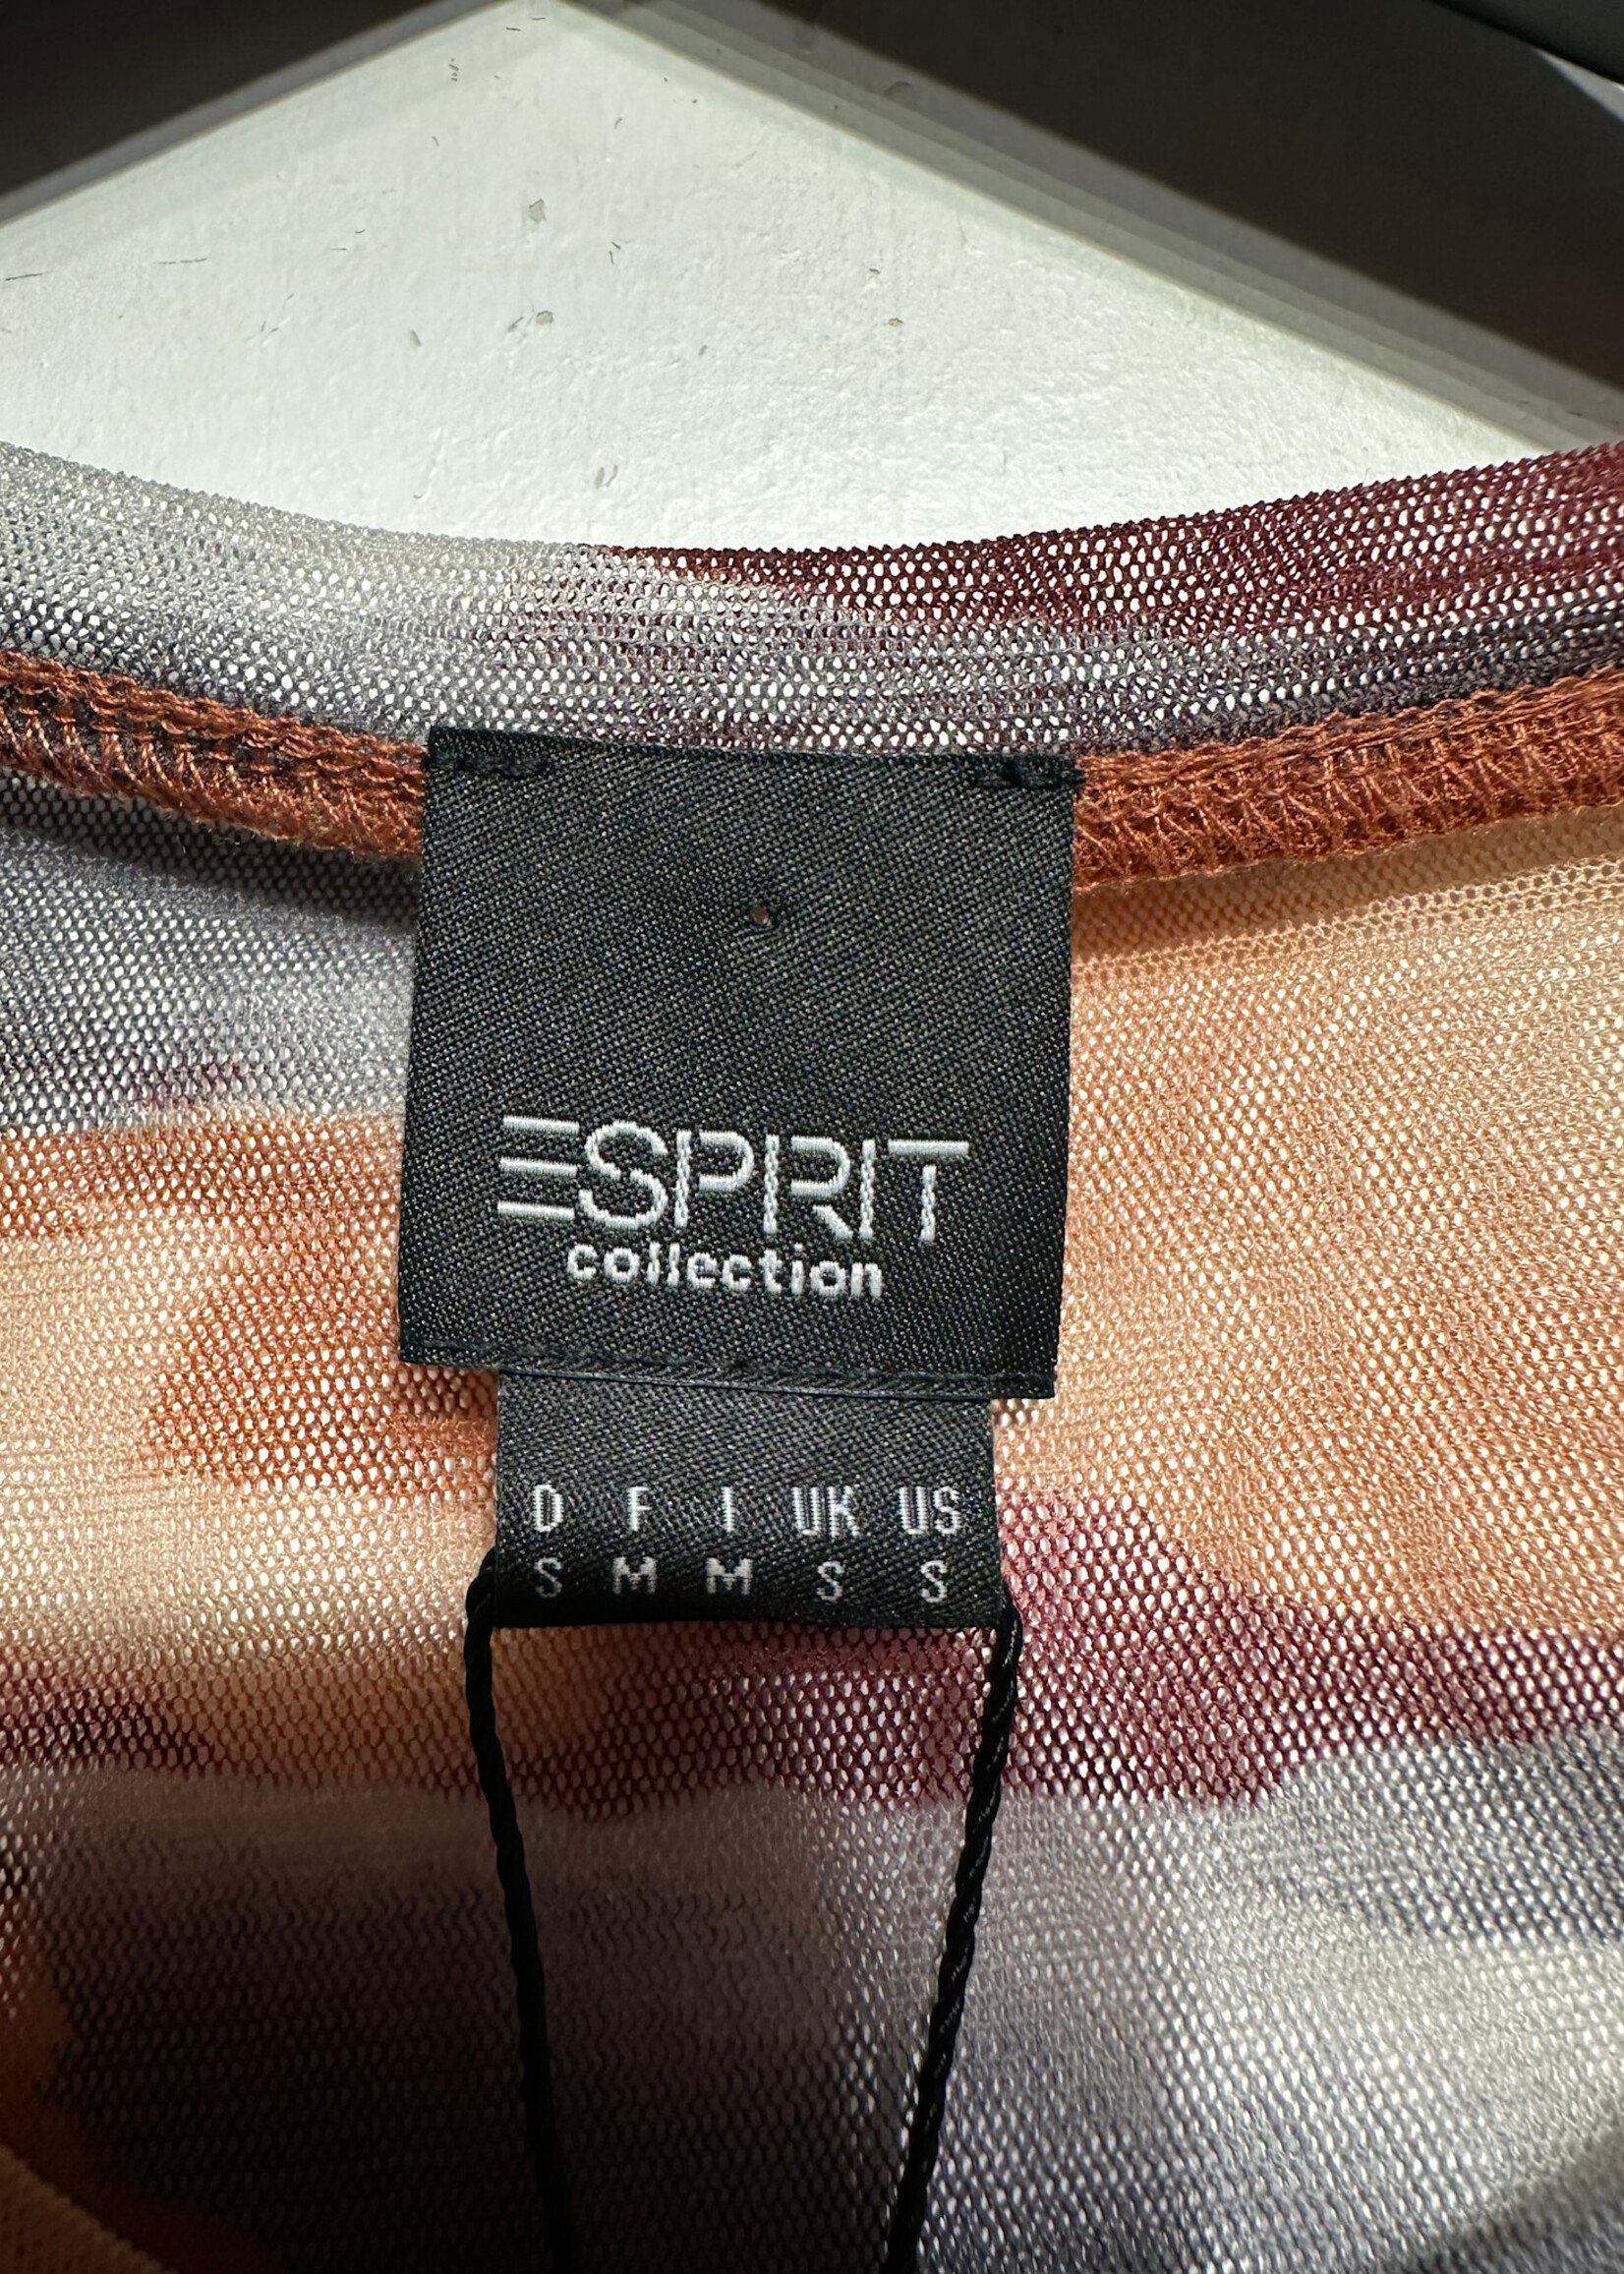 ESPRIT
collection
D F I UK US
S M M S S